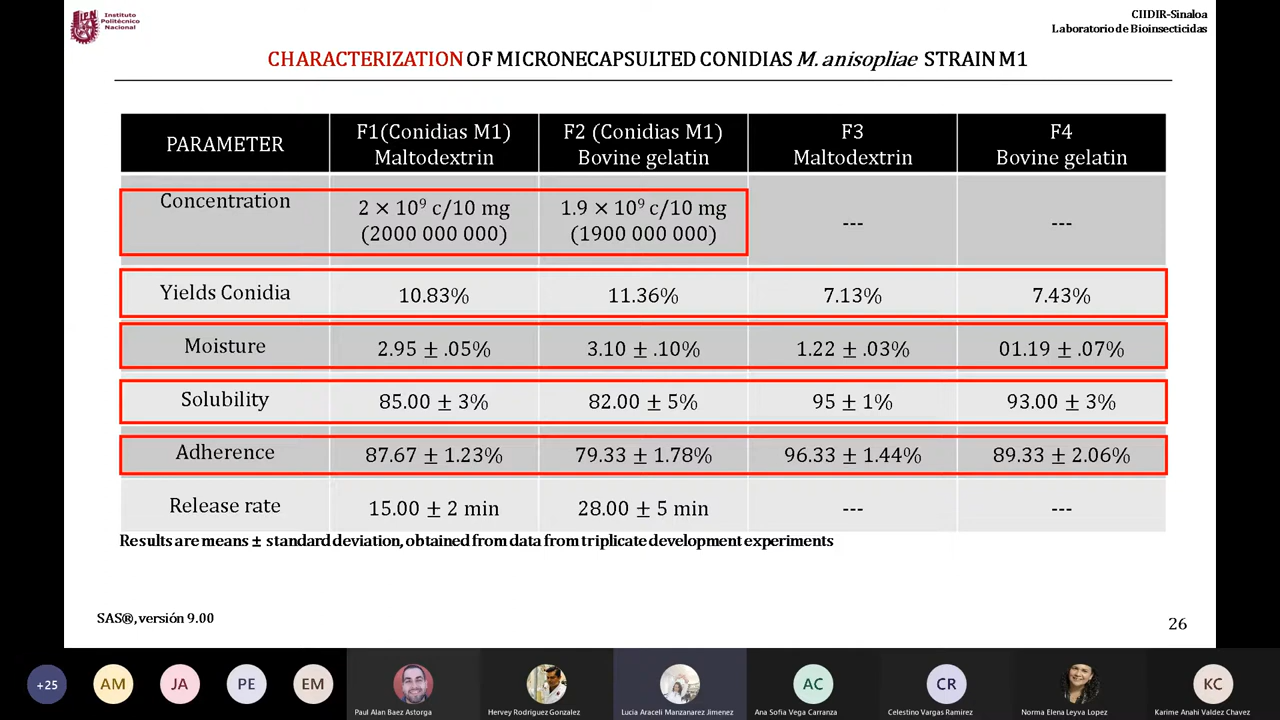 Instituto
Politécnico
Nacional
CIIDIR-Sinaloa
Laboratorio de Bioinsecticidas
CHARACTERIZATION OF MICRONECAPSULTED CONIDIAS M. anisopliae STRAIN M1
PARAMETER
F1(Conidias M1)
Maltodextrin
F2 (Conidias M1)
Bovine gelatin
F3
Maltodextrin
F4
Bovine gelatin
Concentration
2 × 10⁹ c/10 mg
(2000 000 000)
1.9 × 10⁹ c/10 mg
(1900 000 000)
---
---
Yields Conidia 10.83% 11.36% 7.13% 7.43%
Moisture 2.95 ± .05% 3.10 ± .10% 1.22 ± .03% 01.19 ± .07%
Solubility 85.00 ± 3% 82.00 ± 5% 95 ± 1% 93.00 ± 3%
Adherence 87.67 ± 1.23% 79.33 ± 1.78% 96.33 ± 1.44% 89.33 ± 2.06%
Release rate 15.00 ± 2 min 28.00 ± 5 min --- ---
Results are means ± standard deviation, obtained from data from triplicate development experiments
SAS®, versión 9.00
26
+25 AM JA PE EM AC CR KC
Paul Alan Baez Astorga Hervey Rodriguez Gonzalez Lucia Araceli Manzanarez Jimenez Ana Sofia Vega Carranza Celestino Vargas Ramirez Norma Elena Leyva Lopez Karime Anahi Valdez Chavez